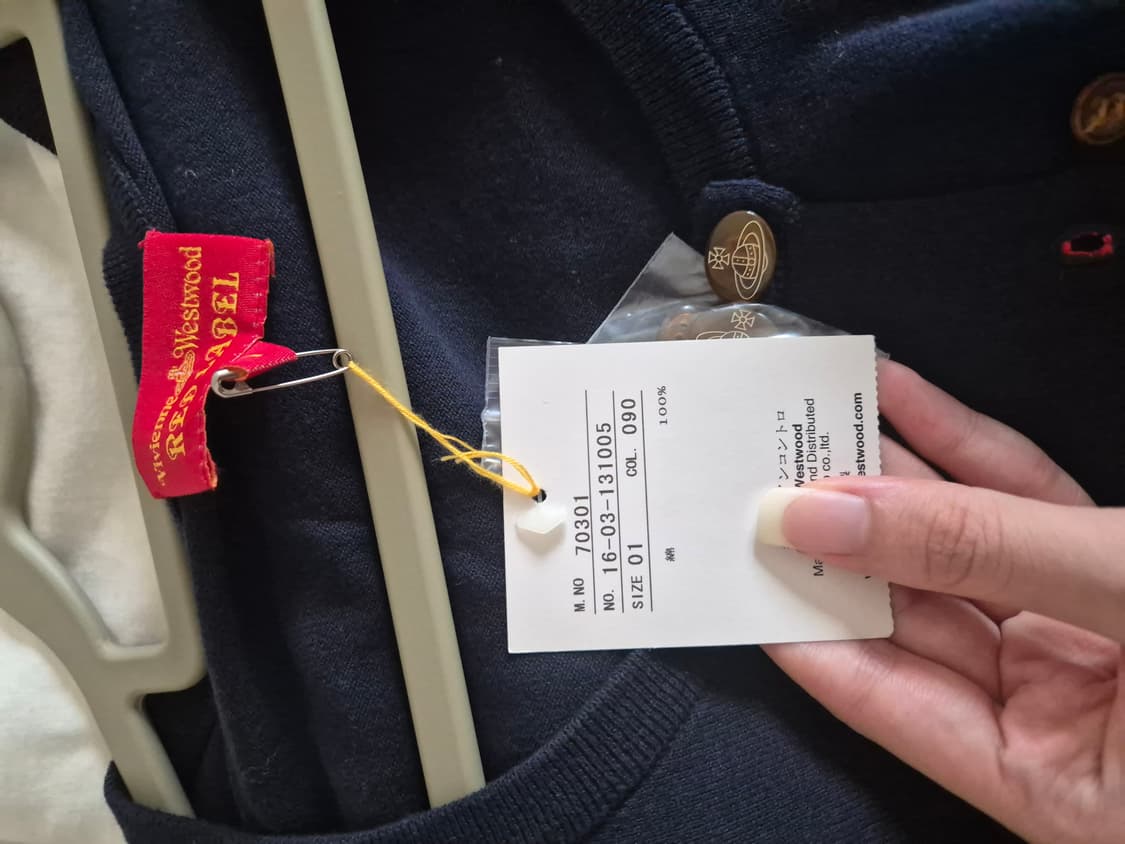 Vivienne Westwood
RED LABEL
M.NO 70301
NO. 16-03-131005
SIZE 01 COL. 090
綿 100%
ンコントロ
Westwood
nd Distributed
co.,ltd.
estwood.com